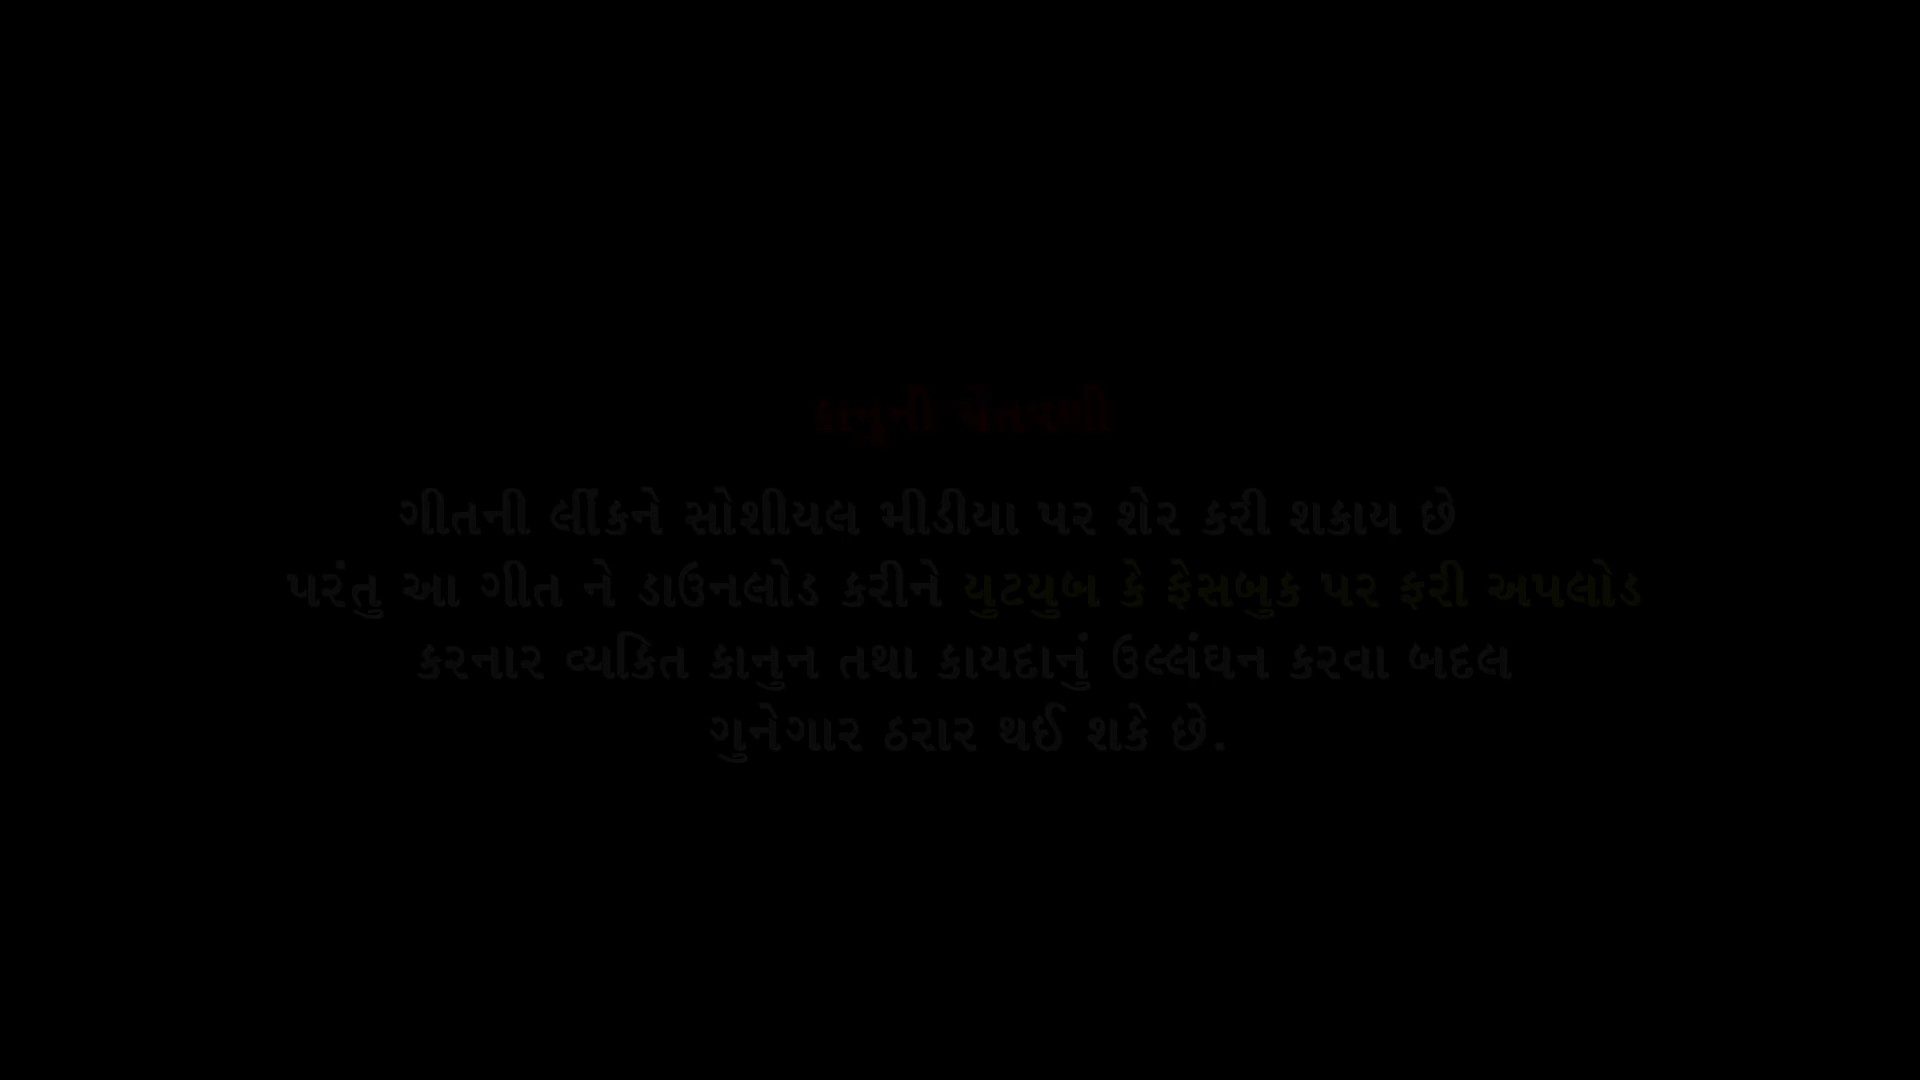 કાનુની ચેતવણી
ગીતની લીંકને સોશીયલ મીડીયા પર શેર કરી શકાય છે
પરંતુ આ ગીત ને ડાઉનલોડ કરીને યુટયુબ કે ફેસબુક પર ફરી અપલોડ
કરનાર વ્યકિત કાનુન તથા કાયદાનું ઉલ્લંઘન કરવા બદલ
ગુનેગાર ઠરાર થઈ શકે છે.